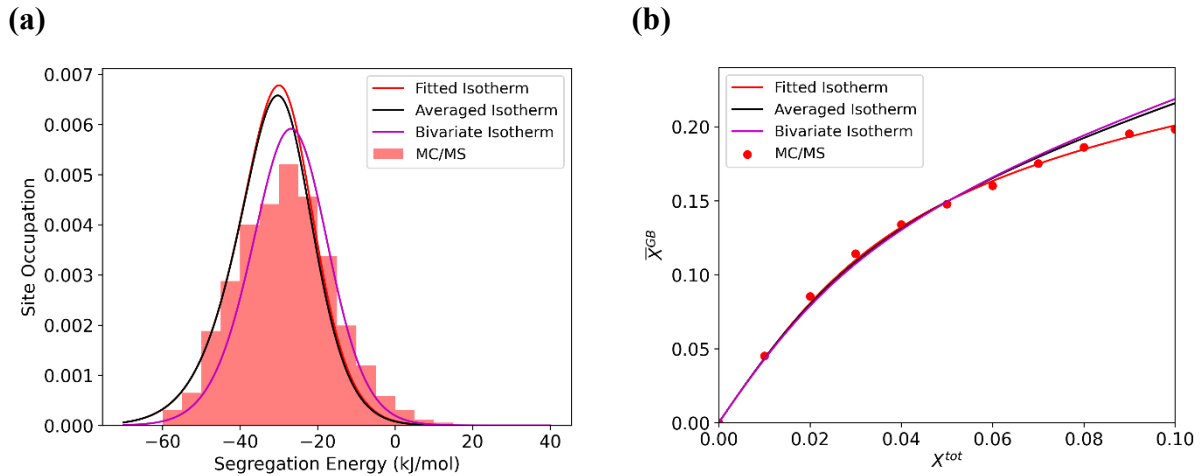 (a)
(b)
0.007
0.006
0.005
0.004
0.003
0.002
0.001
0.000
Site Occupation
Fitted Isotherm
Averaged Isotherm
Bivariate Isotherm
MC/MS
−60
−40
−20
0
20
40
Segregation Energy (kJ/mol)
0.20
0.15
0.10
0.05
0.00
X̅^GB
Fitted Isotherm
Averaged Isotherm
Bivariate Isotherm
MC/MS
0.00
0.02
0.04
0.06
0.08
0.10
X^tot